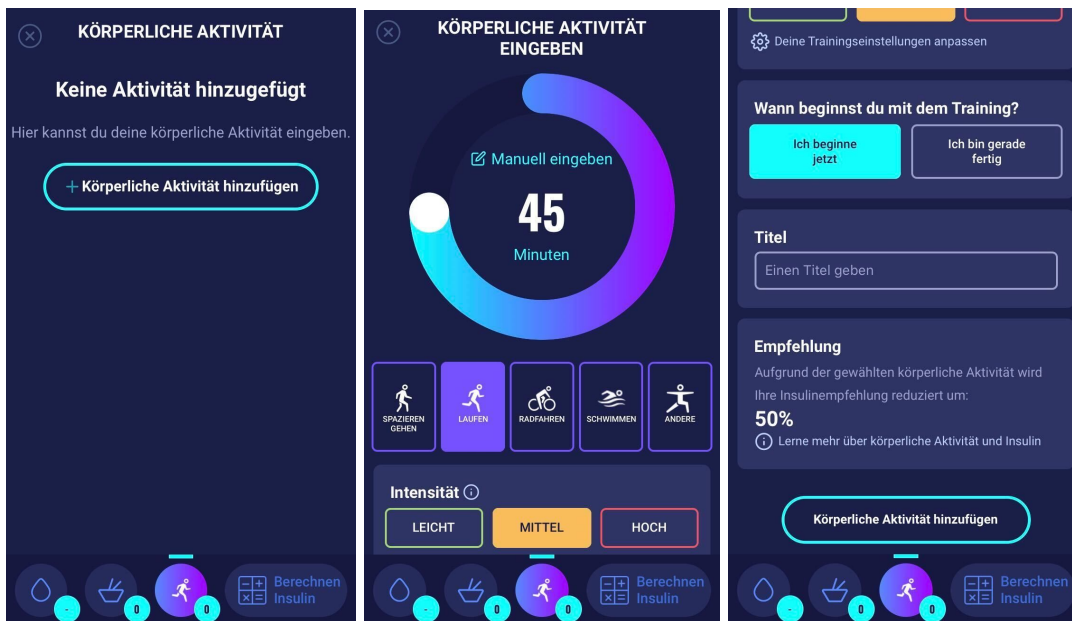 KÖRPERLICHE AKTIVITÄT
Keine Aktivität hinzugefügt
Hier kannst du deine körperliche Aktivität eingeben.
+ Körperliche Aktivität hinzufügen
-
0
0
Berechnen
Insulin
KÖRPERLICHE AKTIVITÄT
EINGEBEN
Manuell eingeben
45
Minuten
SPAZIEREN
GEHEN
LAUFEN
RADFAHREN
SCHWIMMEN
ANDERE
Intensität
LEICHT
MITTEL
HOCH
-
0
0
Berechnen
Insulin
Deine Trainingseinstellungen anpassen
Wann beginnst du mit dem Training?
Ich beginne
jetzt
Ich bin gerade
fertig
Titel
Einen Titel geben
Empfehlung
Aufgrund der gewählten körperliche Aktivität wird
Ihre Insulinempfehlung reduziert um:
50%
Lerne mehr über körperliche Aktivität und Insulin
Körperliche Aktivität hinzufügen
-
0
0
Berechnen
Insulin